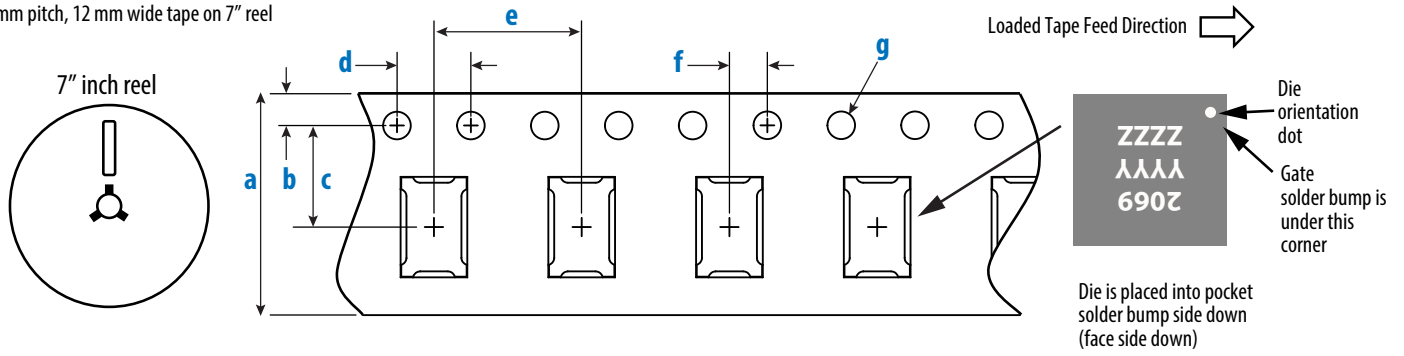 mm pitch, 12 mm wide tape on 7” reel
7” inch reel
Loaded Tape Feed Direction
a
b
c
d
e
f
g
2069
YYYY
ZZZZ
Die
orientation
dot
Gate
solder bump is
under this
corner
Die is placed into pocket
solder bump side down
(face side down)